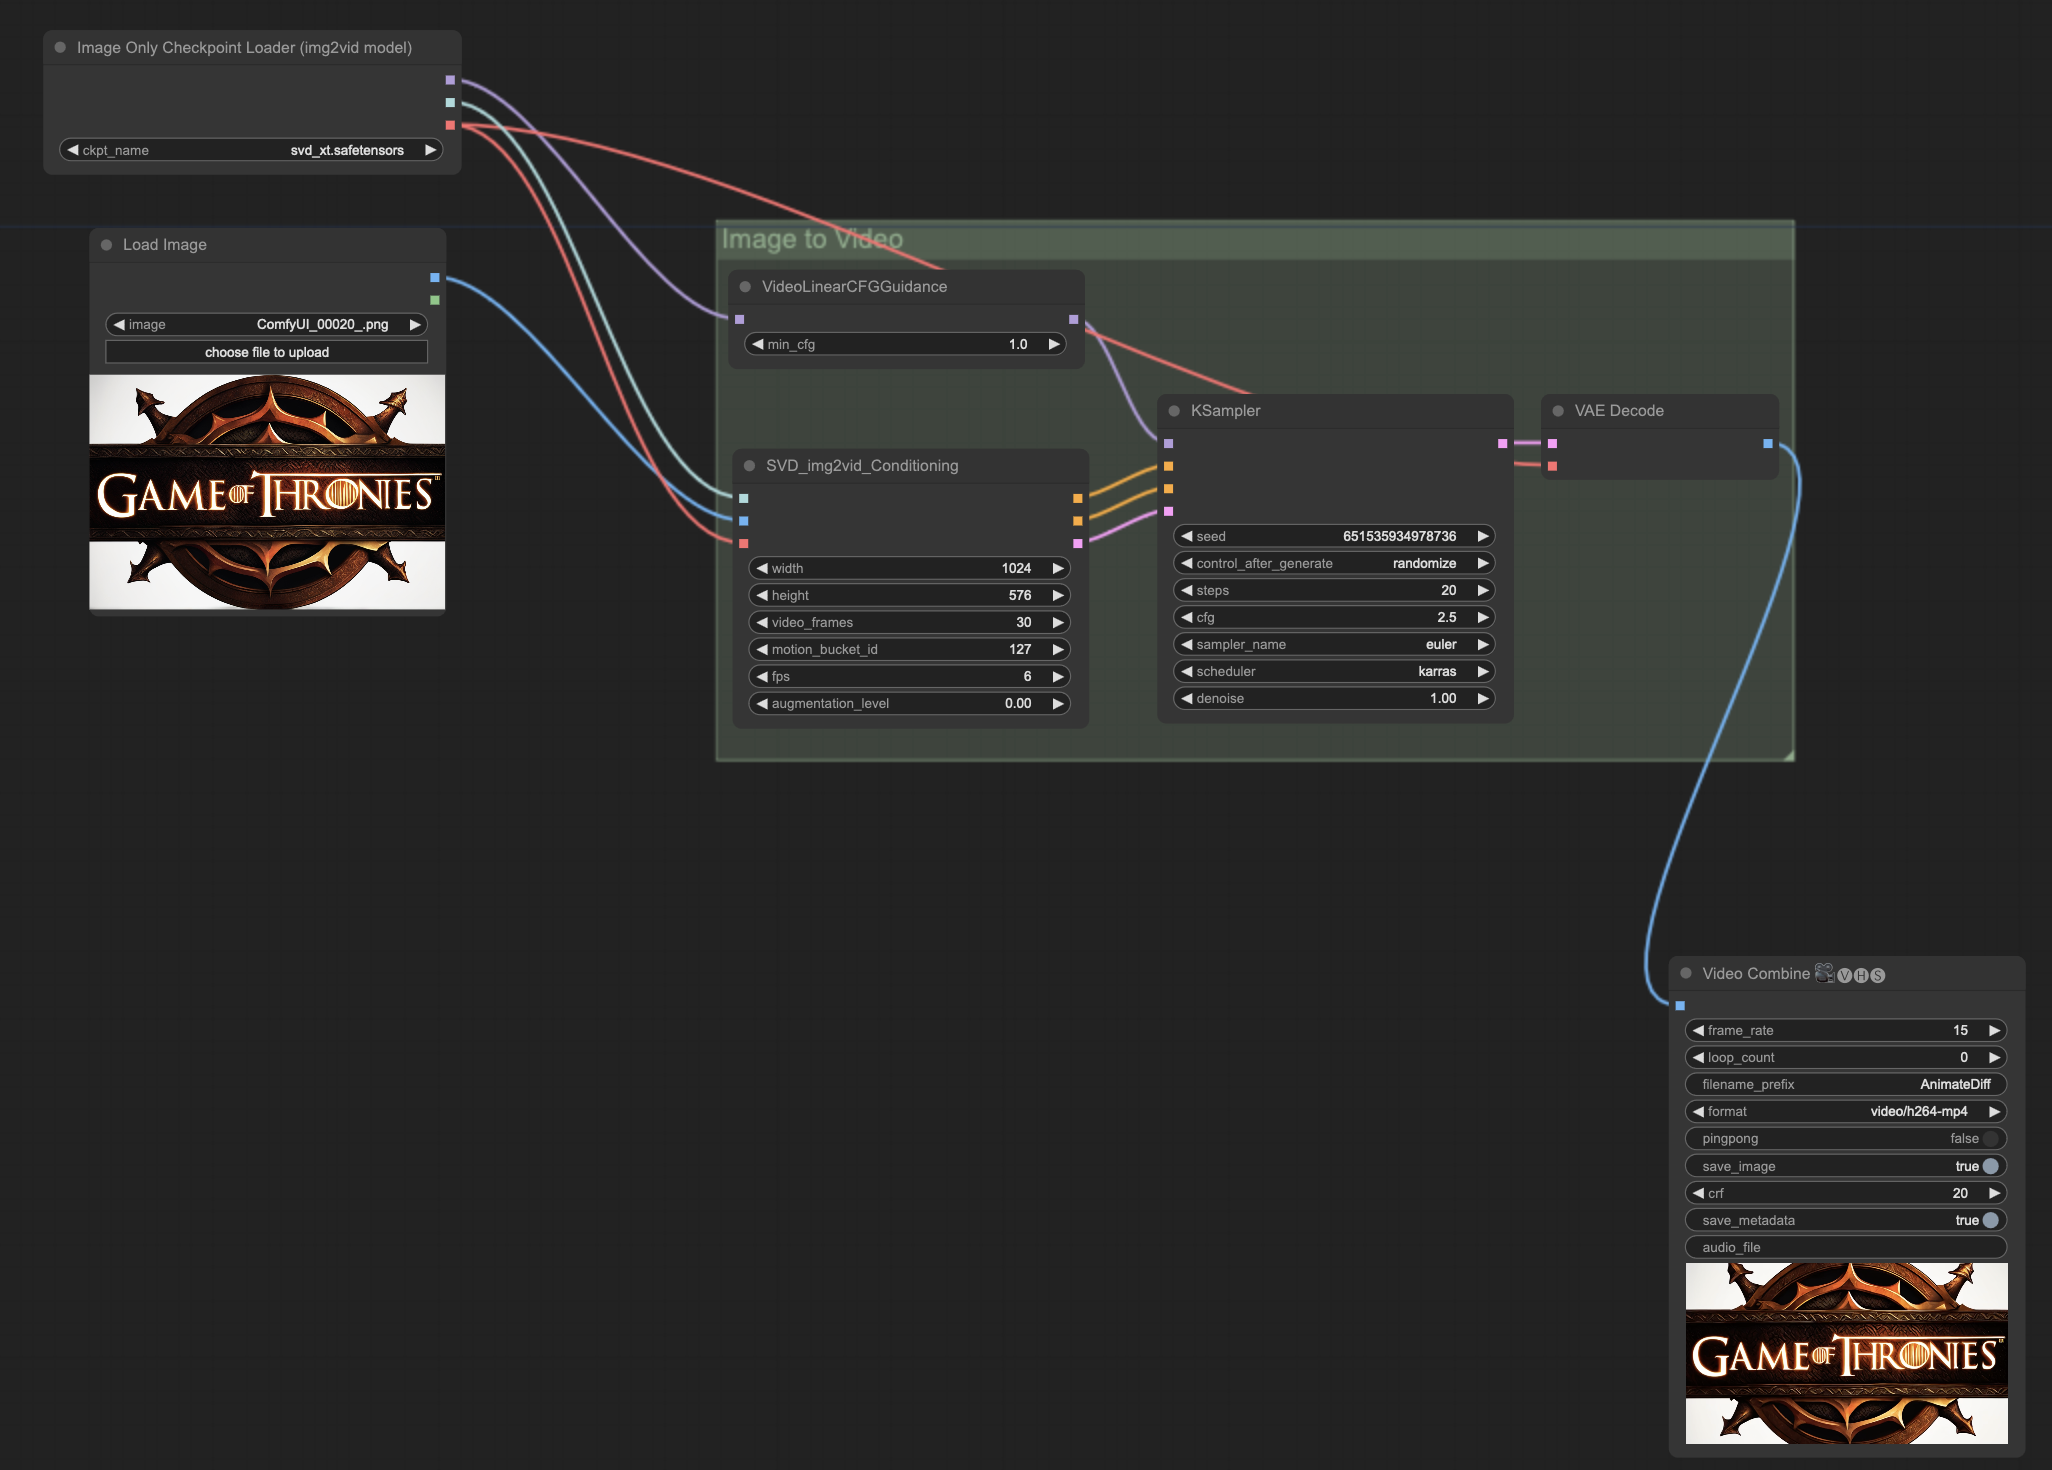 Image Only Checkpoint Loader (img2vid model)
ckpt_name svd_xt.safetensors
Load Image
image ComfyUI_00020_.png
choose file to upload
GAME OF THRONIES
Image to Video
VideoLinearCFGGuidance
min_cfg 1.0
SVD_img2vid_Conditioning
width 1024
height 576
video_frames 30
motion_bucket_id 127
fps 6
augmentation_level 0.00
KSampler
seed 651535934978736
control_after_generate randomize
steps 20
cfg 2.5
sampler_name euler
scheduler karras
denoise 1.00
VAE Decode
Video Combine 🎥🅥🅗🅢
frame_rate 15
loop_count 0
filename_prefix AnimateDiff
format video/h264-mp4
pingpong false
save_image true
crf 20
save_metadata true
audio_file
GAME OF THRONIES